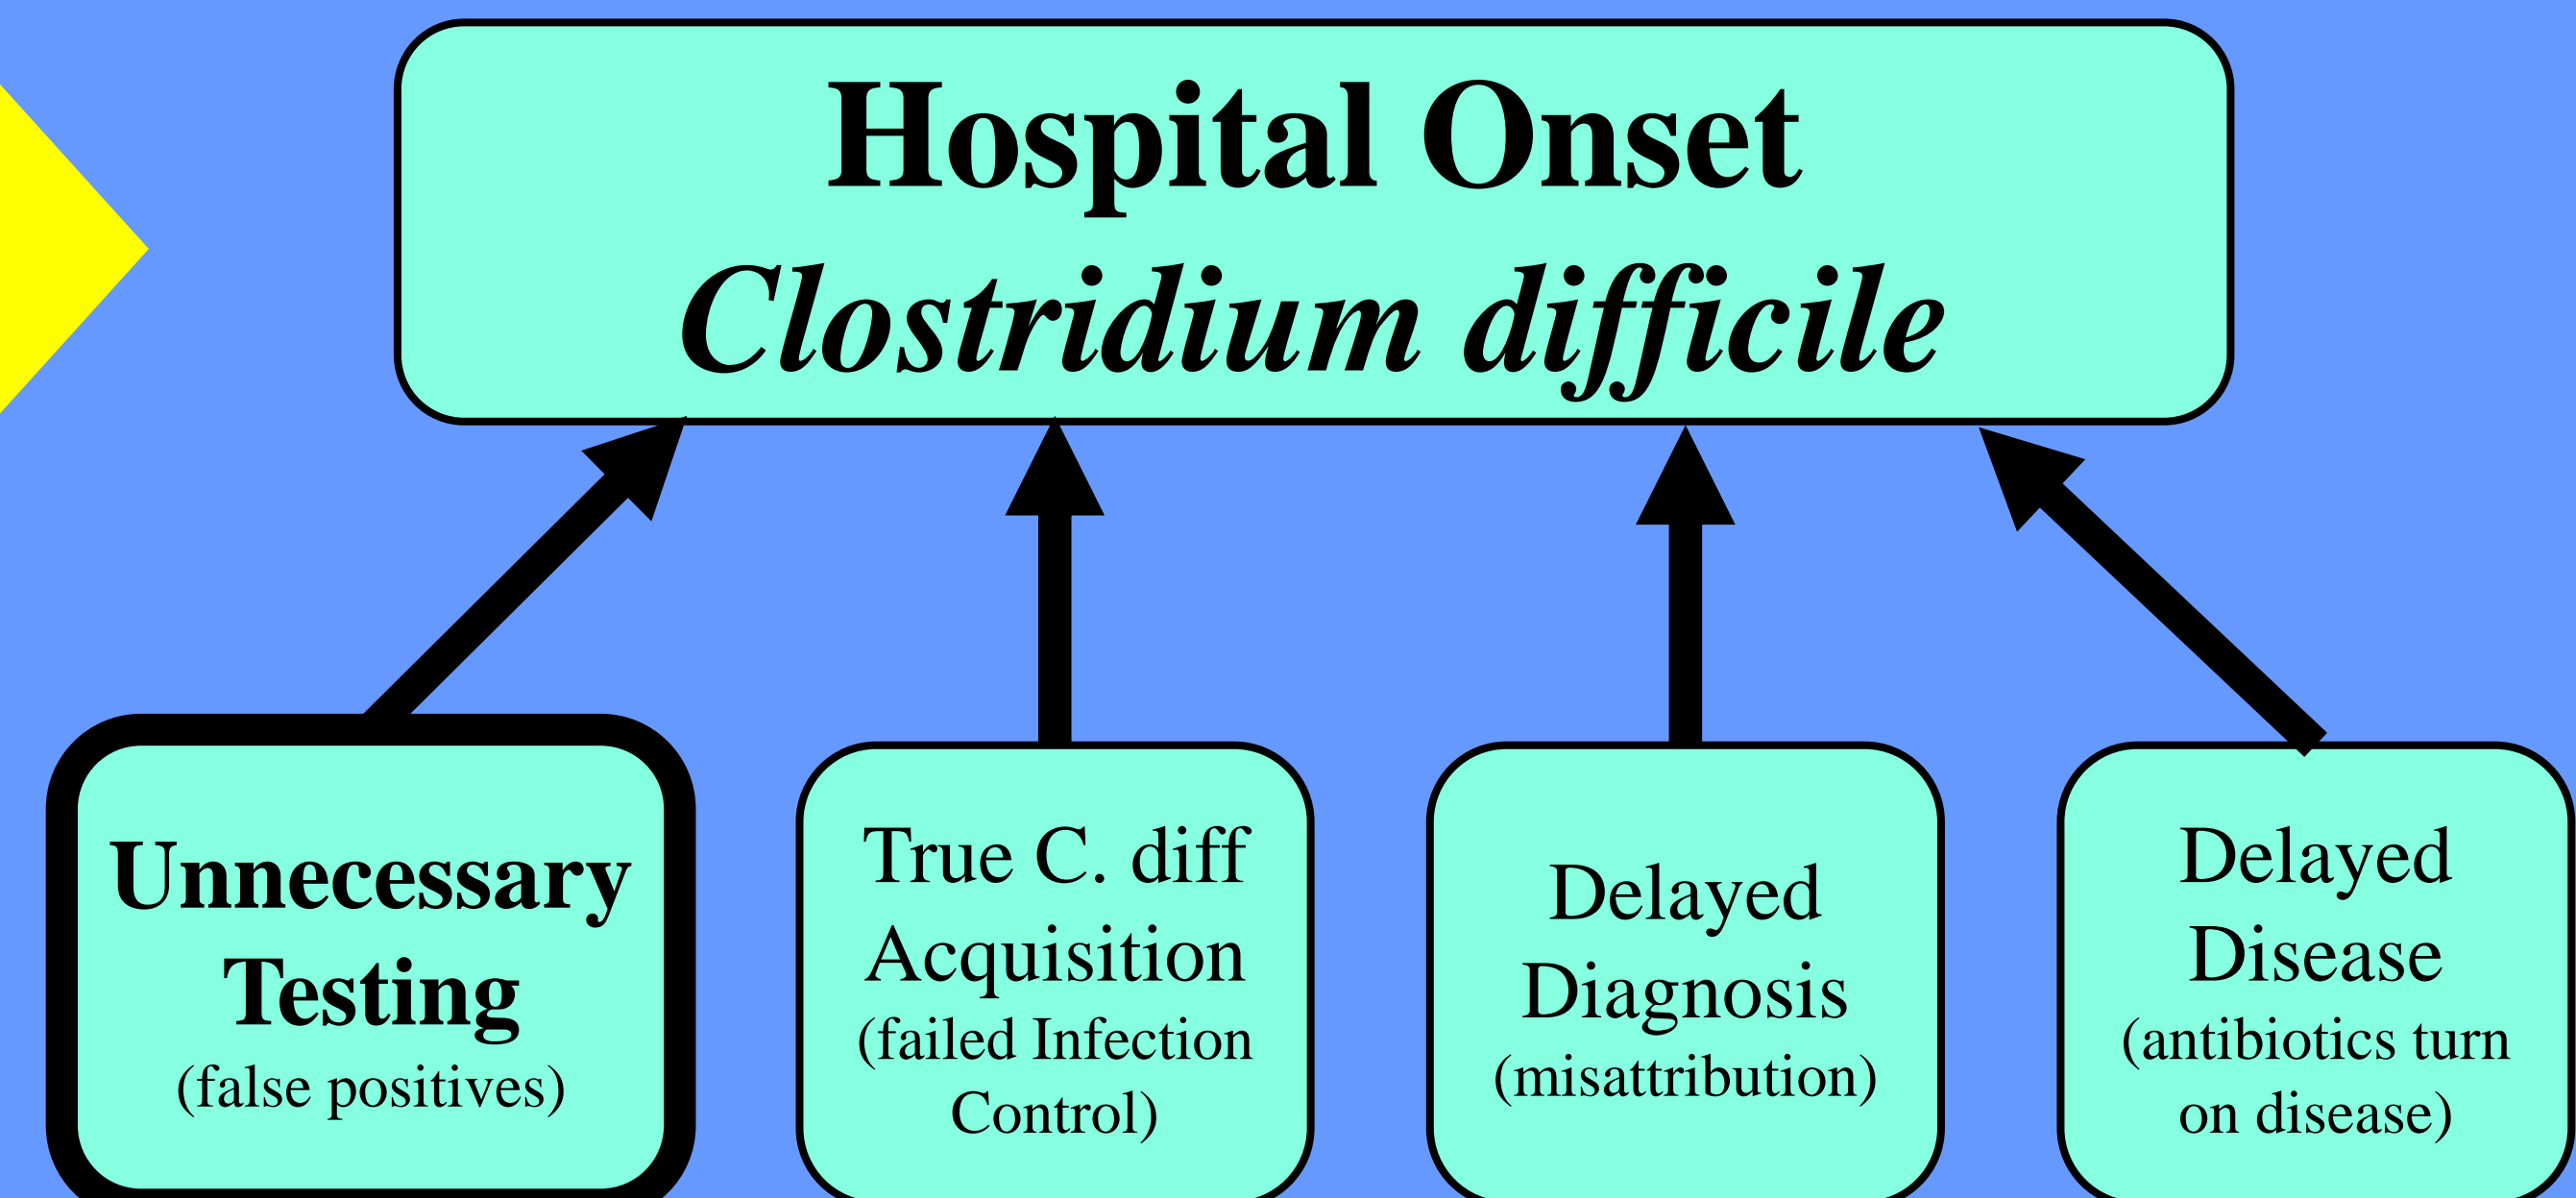 Hospital Onset
Clostridium difficile
Unnecessary
Testing
(false positives)
True C. diff
Acquisition
(failed Infection
Control)
Delayed
Diagnosis
(misattribution)
Delayed
Disease
(antibiotics turn
on disease)